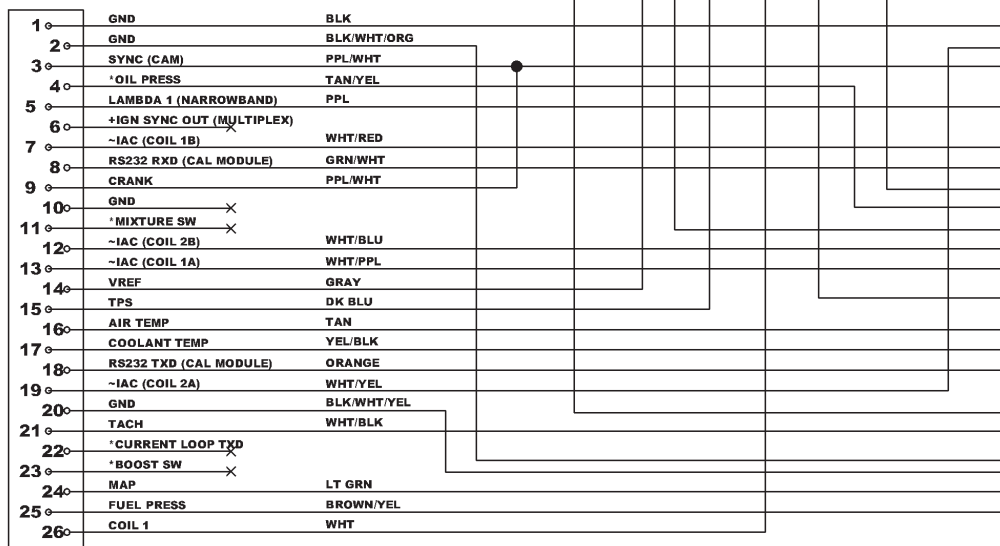 1 GND BLK
2 GND BLK/WHT/ORG
3 SYNC (CAM) PPL/WHT
4 *OIL PRESS TAN/YEL
5 LAMBDA 1 (NARROWBAND) PPL
6 +IGN SYNC OUT (MULTIPLEX)
7 ~IAC (COIL 1B) WHT/RED
8 RS232 RXD (CAL MODULE) GRN/WHT
9 CRANK PPL/WHT
10 GND
11 *MIXTURE SW
12 ~IAC (COIL 2B) WHT/BLU
13 ~IAC (COIL 1A) WHT/PPL
14 VREF GRAY
15 TPS DK BLU
16 AIR TEMP TAN
17 COOLANT TEMP YEL/BLK
18 RS232 TXD (CAL MODULE) ORANGE
19 ~IAC (COIL 2A) WHT/YEL
20 GND BLK/WHT/YEL
21 TACH WHT/BLK
22 *CURRENT LOOP TXD
23 *BOOST SW
24 MAP LT GRN
25 FUEL PRESS BROWN/YEL
26 COIL 1 WHT